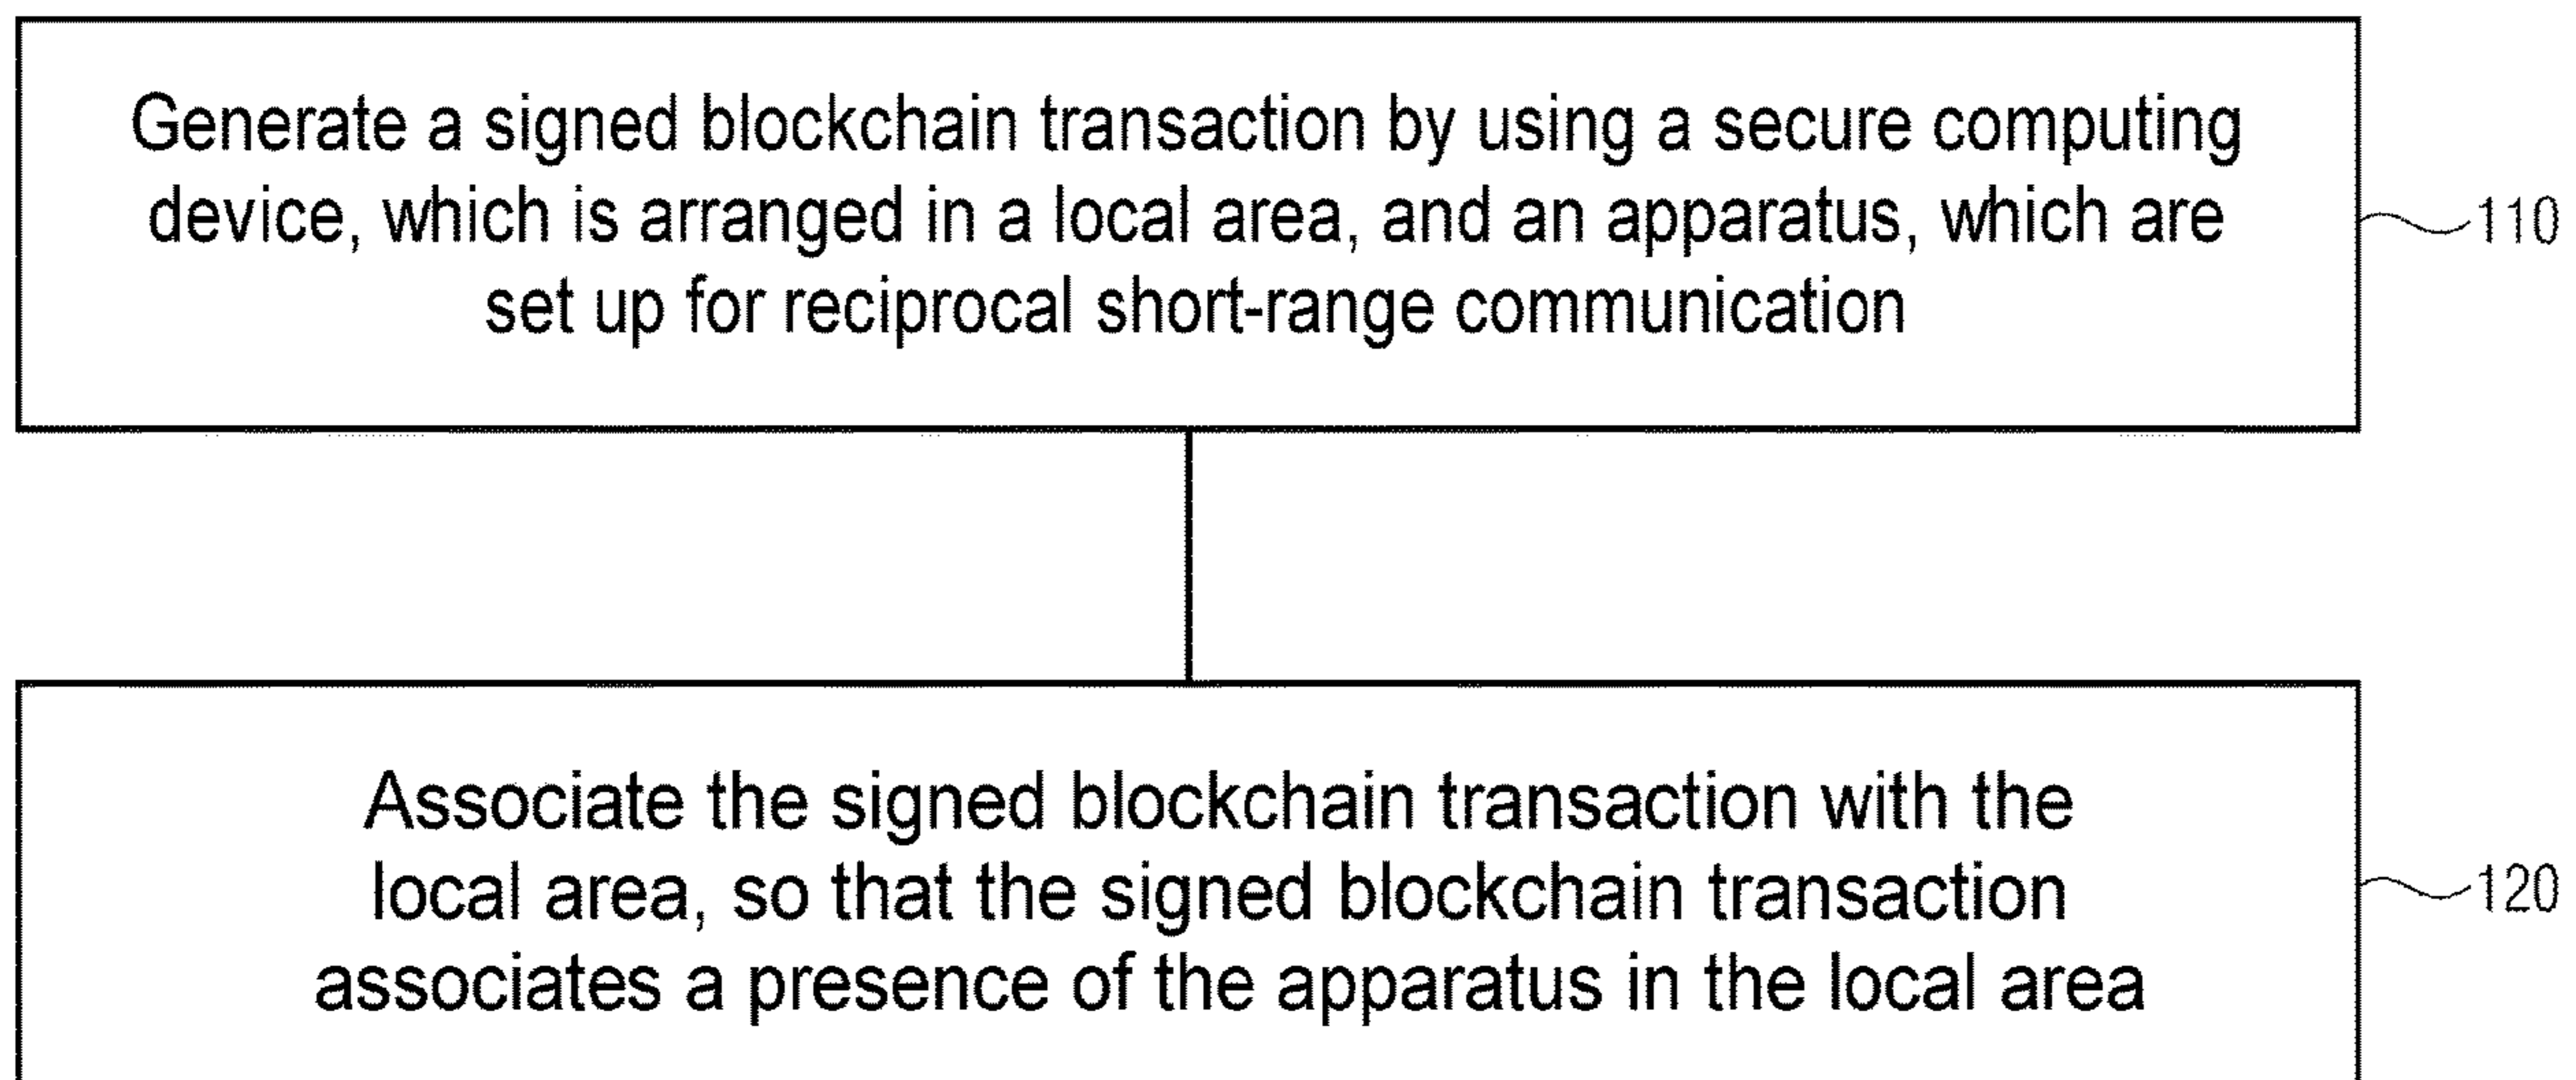 Generate a signed blockchain transaction by using a secure computing
device, which is arranged in a local area, and an apparatus, which are
set up for reciprocal short-range communication
110
Associate the signed blockchain transaction with the
local area, so that the signed blockchain transaction
associates a presence of the apparatus in the local area
120